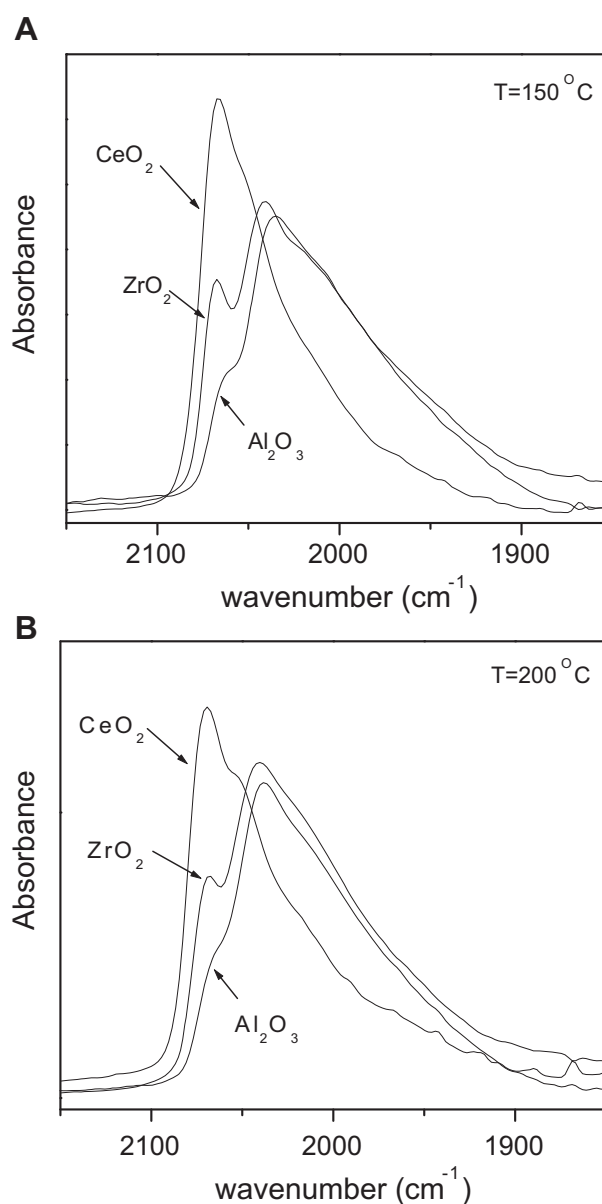 A
T=150 °C
CeO₂
ZrO₂
Al₂O₃
Absorbance
2100 2000 1900
wavenumber (cm⁻¹)
B
T=200 °C
CeO₂
ZrO₂
Al₂O₃
Absorbance
2100 2000 1900
wavenumber (cm⁻¹)